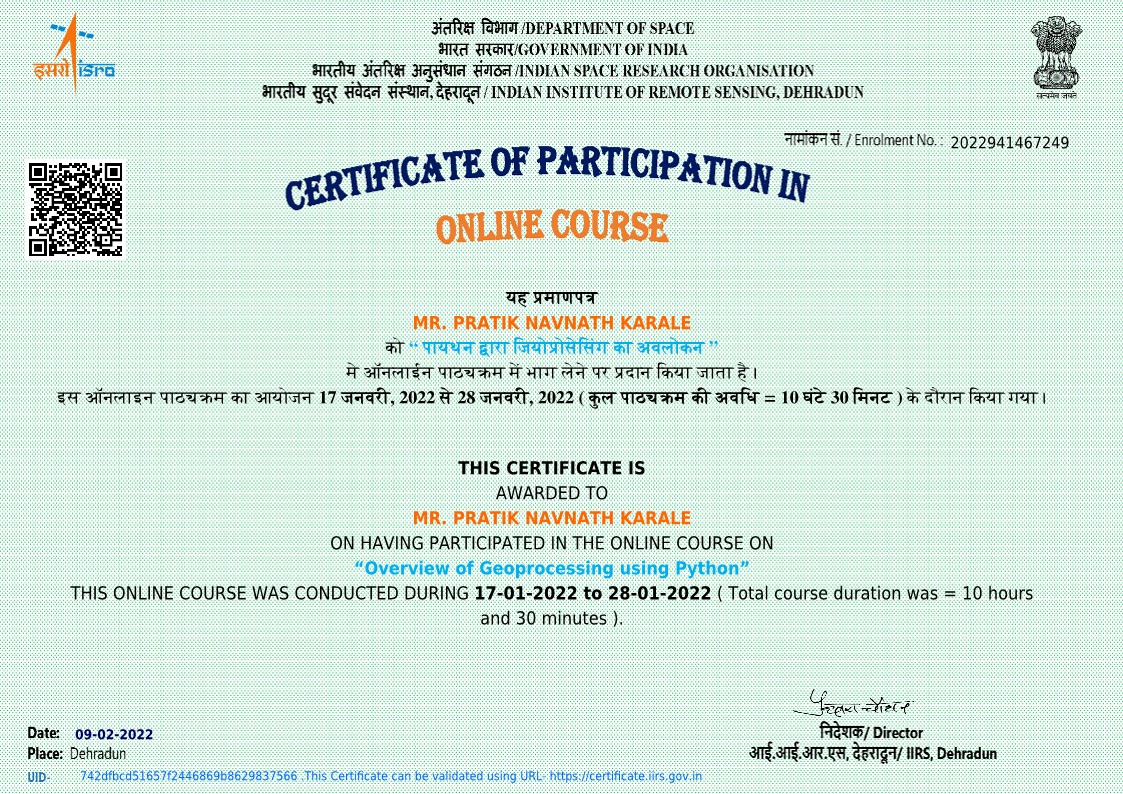 इसरो isro
अंतरिक्ष विभाग /DEPARTMENT OF SPACE
भारत सरकार/GOVERNMENT OF INDIA
भारतीय अंतरिक्ष अनुसंधान संगठन /INDIAN SPACE RESEARCH ORGANISATION
भारतीय सुदूर संवेदन संस्थान, देहरादून / INDIAN INSTITUTE OF REMOTE SENSING, DEHRADUN
सत्यमेव जयते
नामांकन सं. / Enrolment No. : 2022941467249
CERTIFICATE OF PARTICIPATION IN
ONLINE COURSE
यह प्रमाणपत्र
MR. PRATIK NAVNATH KARALE
को “ पायथन द्वारा जियोप्रोसेसिंग का अवलोकन ”
मे ऑनलाईन पाठ्यक्रम में भाग लेने पर प्रदान किया जाता है।
इस ऑनलाइन पाठ्यक्रम का आयोजन 17 जनवरी, 2022 से 28 जनवरी, 2022 ( कुल पाठ्यक्रम की अवधि = 10 घंटे 30 मिनट ) के दौरान किया गया।
THIS CERTIFICATE IS
AWARDED TO
MR. PRATIK NAVNATH KARALE
ON HAVING PARTICIPATED IN THE ONLINE COURSE ON
“Overview of Geoprocessing using Python”
THIS ONLINE COURSE WAS CONDUCTED DURING 17-01-2022 to 28-01-2022 ( Total course duration was = 10 hours
and 30 minutes ).
निदेशक/ Director
आई.आई.आर.एस, देहरादून/ IIRS, Dehradun
Date: 09-02-2022
Place: Dehradun
UID- 742dfbcd51657f2446869b8629837566 .This Certificate can be validated using URL- https://certificate.iirs.gov.in